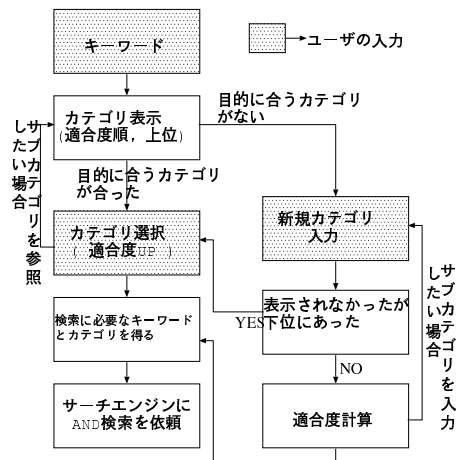 キーワード
ユーザの入力
カテゴリ表示
(適合度順，上位)
目的に合うカテゴリ
がない
サブカテゴリを参照
したい場合
目的に合うカテゴリ
が合った
カテゴリ選択
( 適合度UP )
新規カテゴリ
入力
検索に必要なキーワード
とカテゴリを得る
YES
表示されなかったが
下位にあった
サブカテゴリを入力
したい場合
NO
サーチエンジンに
AND検索を依頼
適合度計算